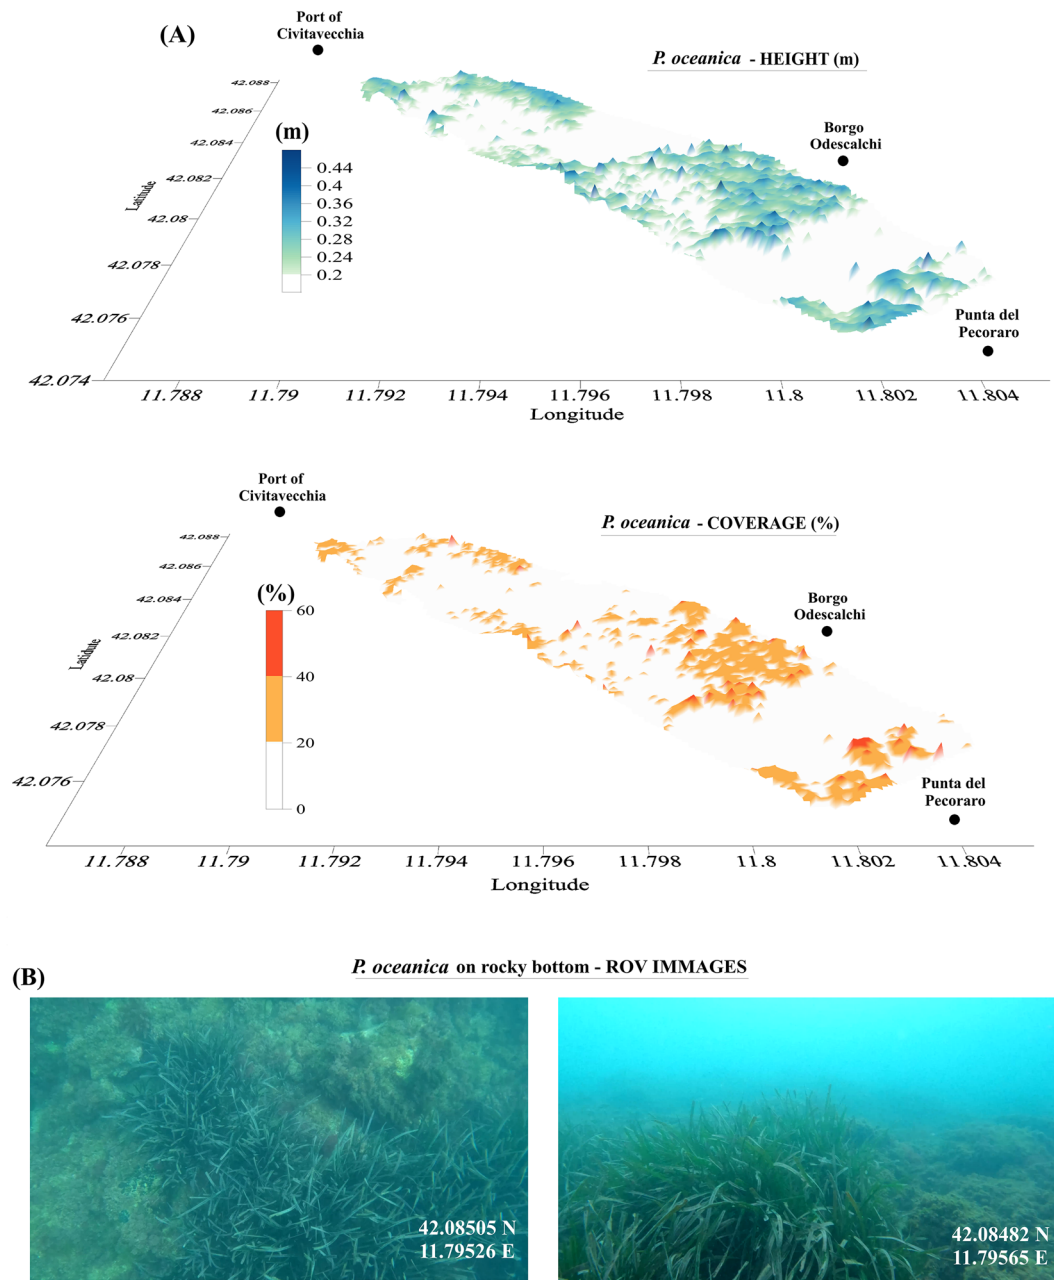 (A)
Port of
Civitavecchia
P. oceanica - HEIGHT (m)
Borgo
Odescalchi
Punta del
Pecoraro
(m)
0.44
0.4
0.36
0.32
0.28
0.24
0.2
42.088
42.086
42.084
42.082
42.08
42.078
42.076
42.074
Latitude
11.788
11.79
11.792
11.794
11.796
11.798
11.8
11.802
11.804
Longitude
Port of
Civitavecchia
P. oceanica - COVERAGE (%)
Borgo
Odescalchi
Punta del
Pecoraro
(%)
60
40
20
0
42.088
42.086
42.084
42.082
42.08
42.078
42.076
Latidude
11.788
11.79
11.792
11.794
11.796
11.798
11.8
11.802
11.804
Longitude
(B)
P. oceanica on rocky bottom - ROV IMMAGES
42.08505 N
11.79526 E
42.08482 N
11.79565 E